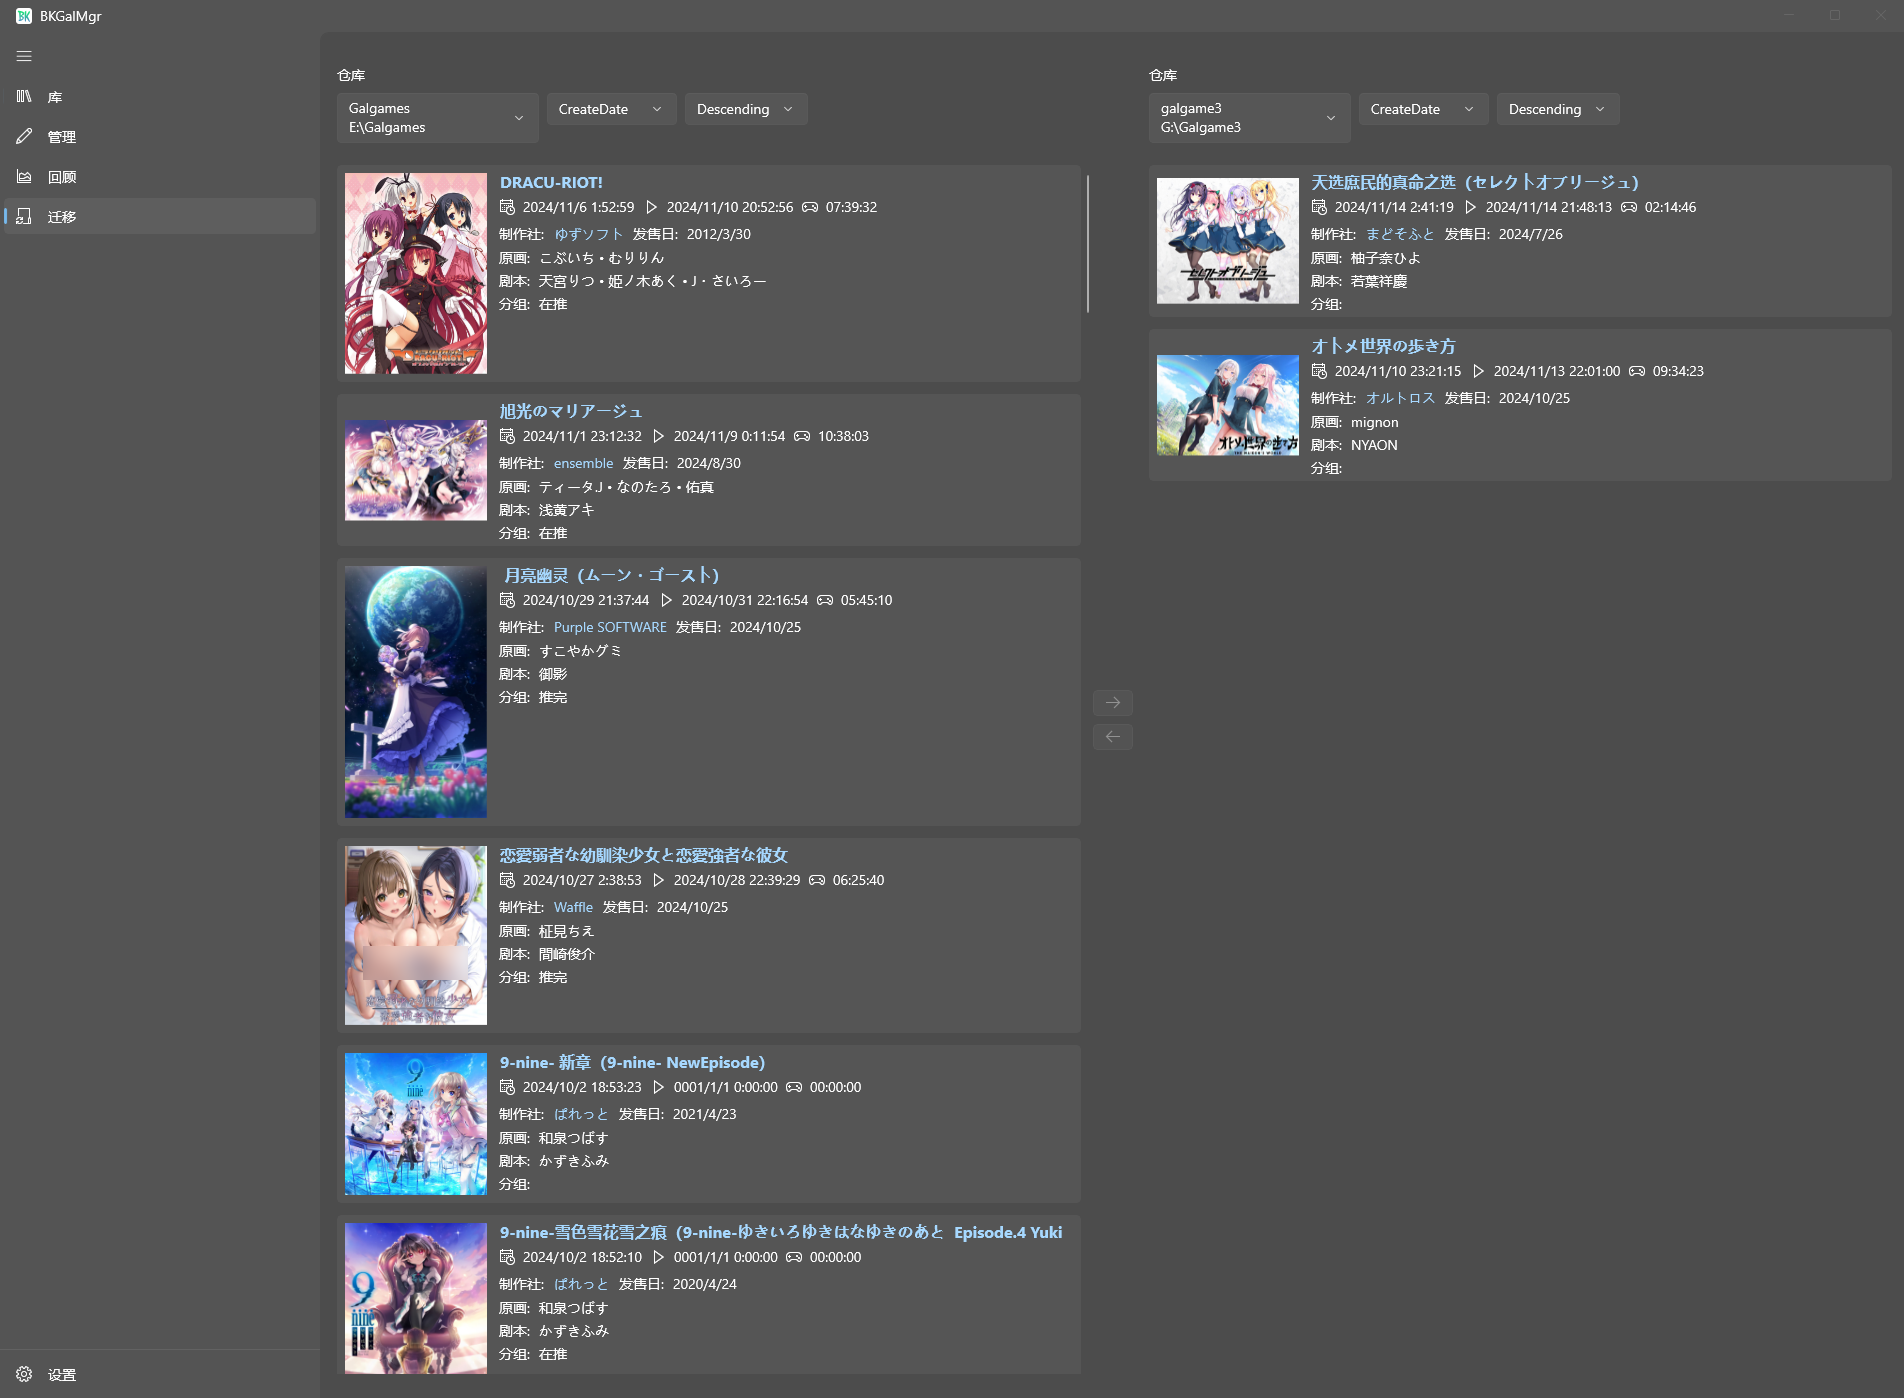 BKGalMgr
库
管理
回顾
迁移
设置
仓库
Galgames
E:\Galgames
CreateDate
Descending
DRACU-RIOT!
2024/11/6 1:52:59 2024/11/10 20:52:56 07:39:32
制作社: ゆずソフト 发售日: 2012/3/30
原画: こぶいち • むりりん
剧本: 天宮りつ • 姫ノ木あく • J・さいろー
分组: 在推
旭光のマリアージュ
2024/11/1 23:12:32 2024/11/9 0:11:54 10:38:03
制作社: ensemble 发售日: 2024/8/30
原画: ティータJ • なのたろ • 佑真
剧本: 浅黄アキ
分组: 在推
月亮幽灵（ムーン・ゴースト）
2024/10/29 21:37:44 2024/10/31 22:16:54 05:45:10
制作社: Purple SOFTWARE 发售日: 2024/10/25
原画: すこやかグミ
剧本: 御影
分组: 推完
恋愛弱者な幼馴染少女と恋愛強者な彼女
2024/10/27 2:38:53 2024/10/28 22:39:29 06:25:40
制作社: Waffle 发售日: 2024/10/25
原画: 柾見ちえ
剧本: 間崎俊介
分组: 推完
9-nine- 新章（9-nine- NewEpisode）
2024/10/2 18:53:23 0001/1/1 0:00:00 00:00:00
制作社: ぱれっと 发售日: 2021/4/23
原画: 和泉つばす
剧本: かずきふみ
分组:
9-nine-雪色雪花雪之痕（9-nine-ゆきいろゆきはなゆきのあと Episode.4 Yuki
2024/10/2 18:52:10 0001/1/1 0:00:00 00:00:00
制作社: ぱれっと 发售日: 2020/4/24
原画: 和泉つばす
剧本: かずきふみ
分组: 在推
仓库
galgame3
G:\Galgame3
CreateDate
Descending
天选庶民的真命之选（セレクトオブリージュ）
2024/11/14 2:41:19 2024/11/14 21:48:13 02:14:46
制作社: まどそふと 发售日: 2024/7/26
原画: 柚子奈ひよ
剧本: 若葉祥慶
分组:
オトメ世界の歩き方
2024/11/10 23:21:15 2024/11/13 22:01:00 09:34:23
制作社: オルトロス 发售日: 2024/10/25
原画: mignon
剧本: NYAON
分组: